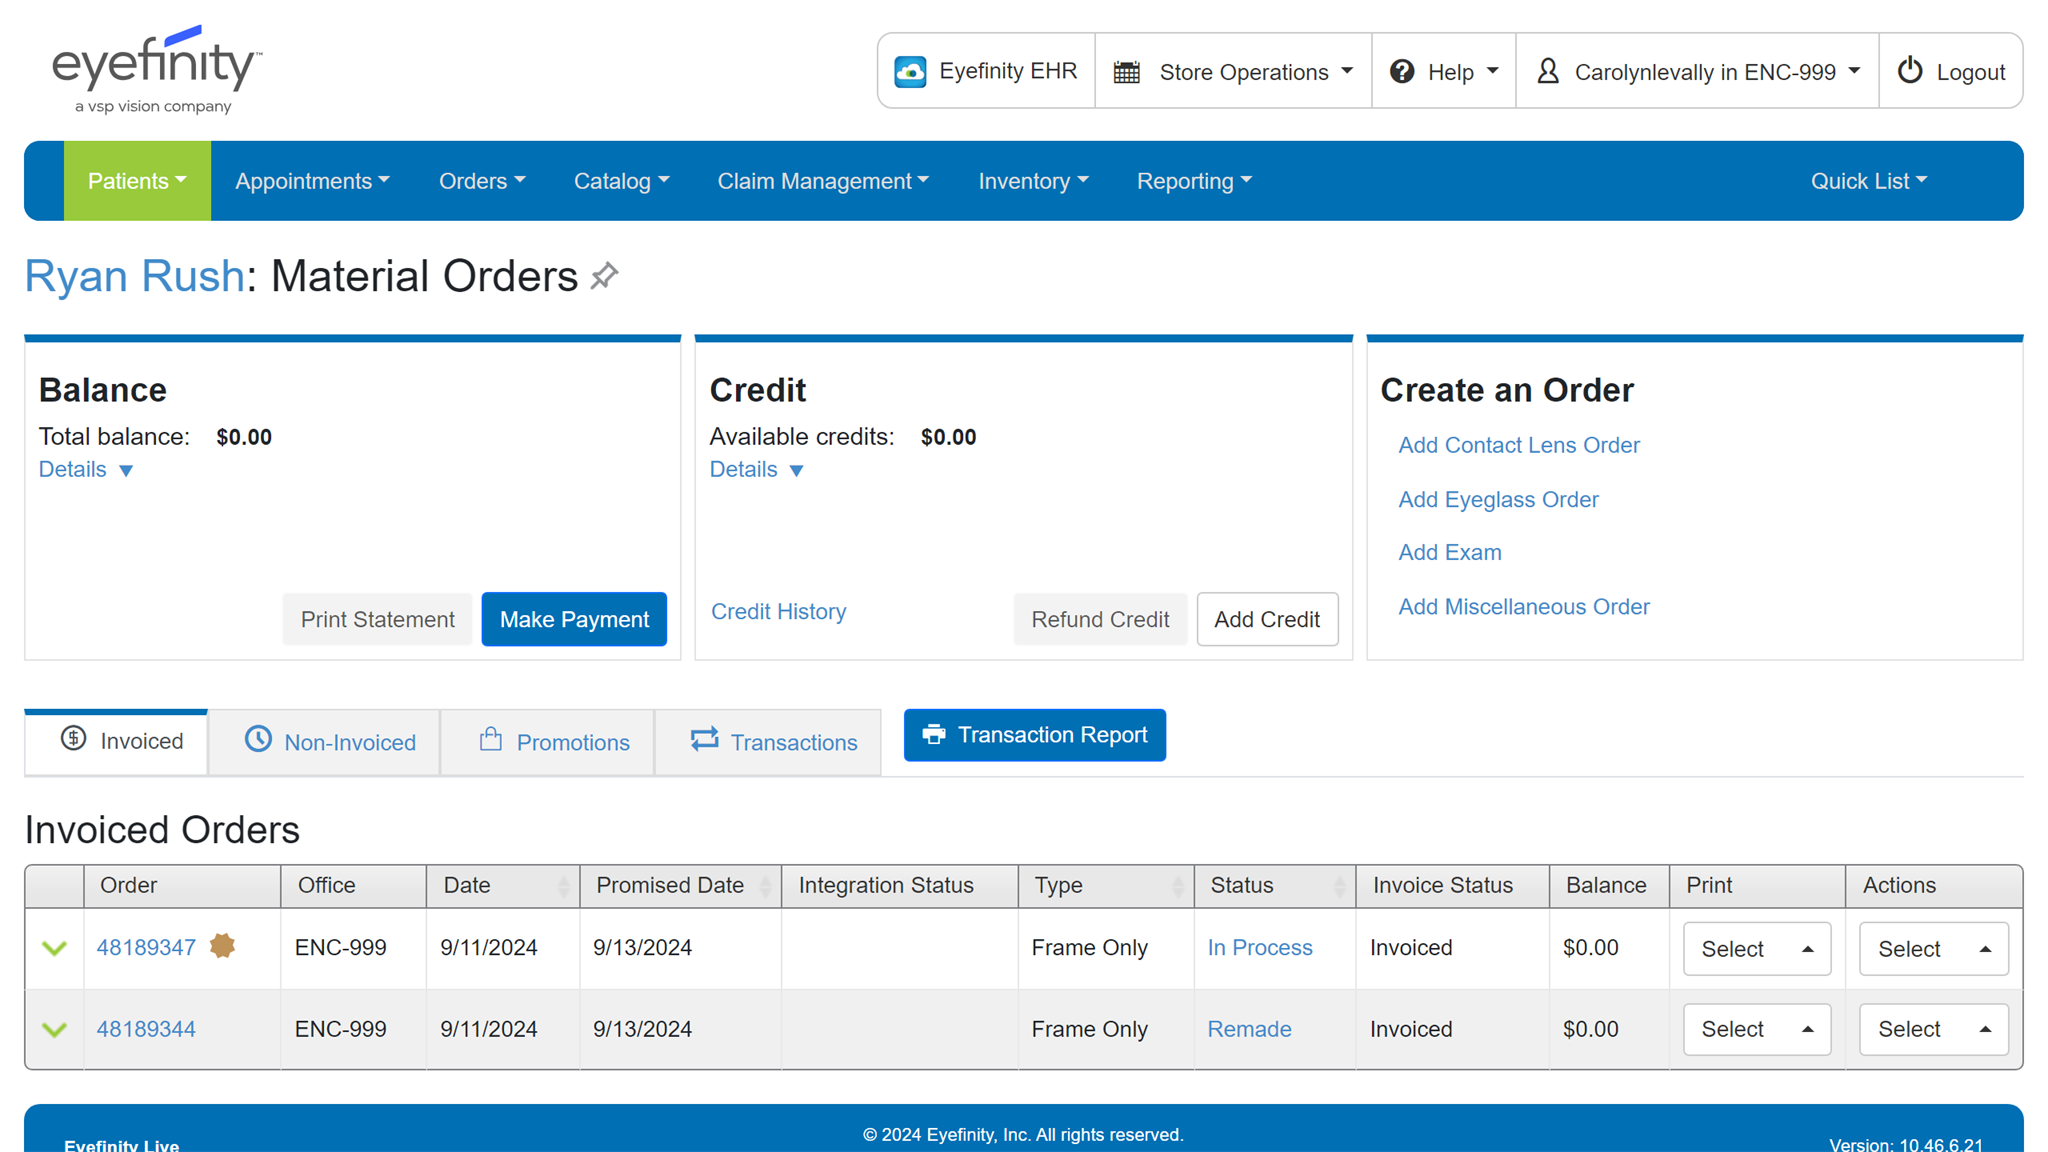 eyefinity™
a vsp vision company
Eyefinity EHR
Store Operations
Help
Carolynlevally in ENC-999
Logout
Patients
Appointments
Orders
Catalog
Claim Management
Inventory
Reporting
Quick List
Ryan Rush: Material Orders
Balance
Total balance: $0.00
Details
Print Statement
Make Payment
Credit
Available credits: $0.00
Details
Credit History
Refund Credit
Add Credit
Create an Order
Add Contact Lens Order
Add Eyeglass Order
Add Exam
Add Miscellaneous Order
Invoiced
Non-Invoiced
Promotions
Transactions
Transaction Report
Invoiced Orders
Order Office Date Promised Date Integration Status Type Status Invoice Status Balance Print Actions
48189347 ENC-999 9/11/2024 9/13/2024 Frame Only In Process Invoiced $0.00 Select Select
48189344 ENC-999 9/11/2024 9/13/2024 Frame Only Remade Invoiced $0.00 Select Select
© 2024 Eyefinity, Inc. All rights reserved.
Eyefinity Live
Version: 10.46.6.21